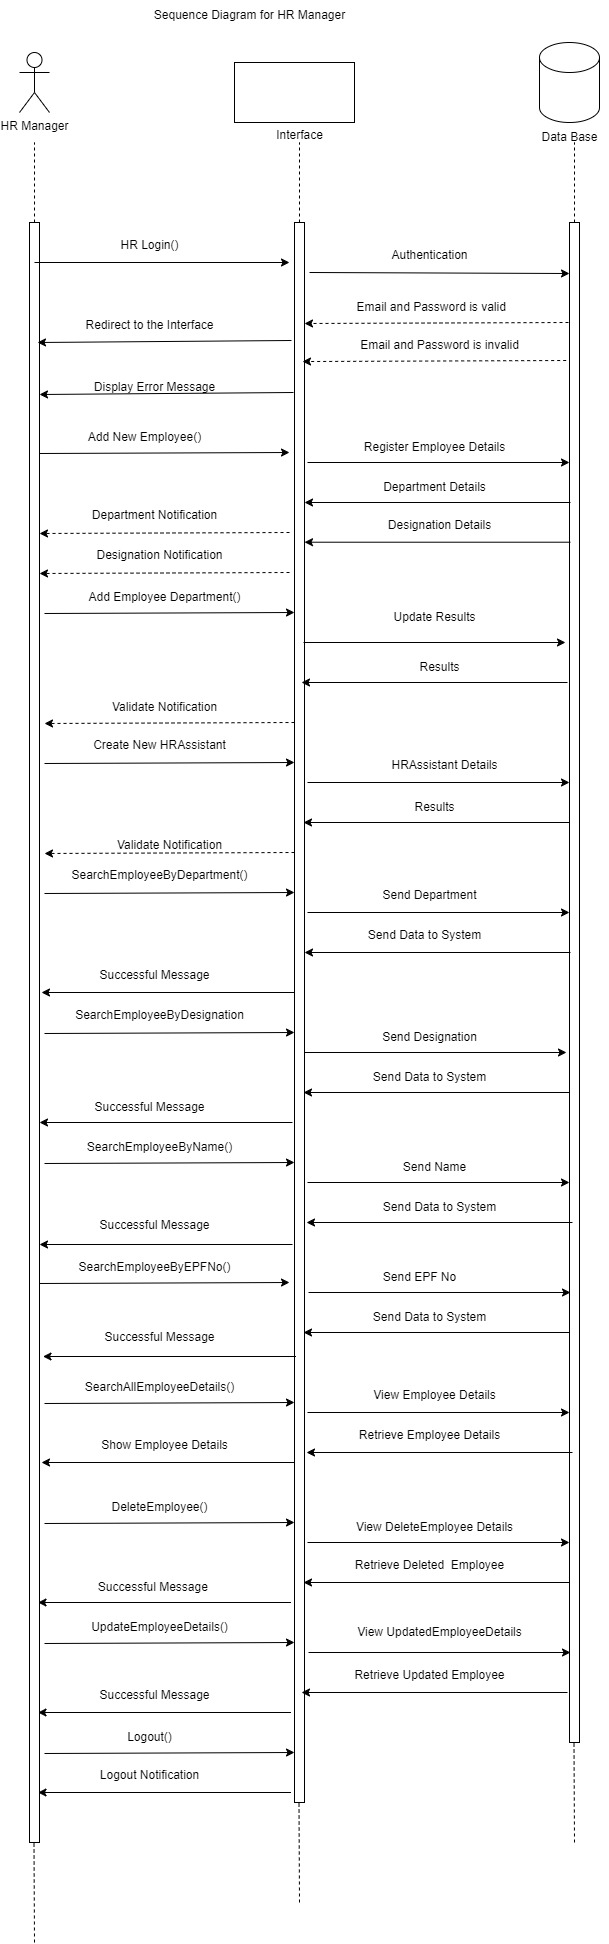 Sequence Diagram for HR Manager
HR Manager
Interface
Data Base
HR Login()
Authentication
Email and Password is valid
Redirect to the Interface
Email and Password is invalid
Display Error Message
Add New Employee()
Register Employee Details
Department Details
Department Notification
Designation Details
Designation Notification
Add Employee Department()
Update Results
Results
Validate Notification
Create New HRAssistant
HRAssistant Details
Results
Validate Notification
SearchEmployeeByDepartment()
Send Department
Send Data to System
Successful Message
SearchEmployeeByDesignation
Send Designation
Send Data to System
Successful Message
SearchEmployeeByName()
Send Name
Send Data to System
Successful Message
SearchEmployeeByEPFNo()
Send EPF No
Send Data to System
Successful Message
SearchAllEmployeeDetails()
View Employee Details
Retrieve Employee Details
Show Employee Details
DeleteEmployee()
View DeleteEmployee Details
Retrieve Deleted  Employee
Successful Message
UpdateEmployeeDetails()
View UpdatedEmployeeDetails
Retrieve Updated Employee
Successful Message
Logout()
Logout Notification